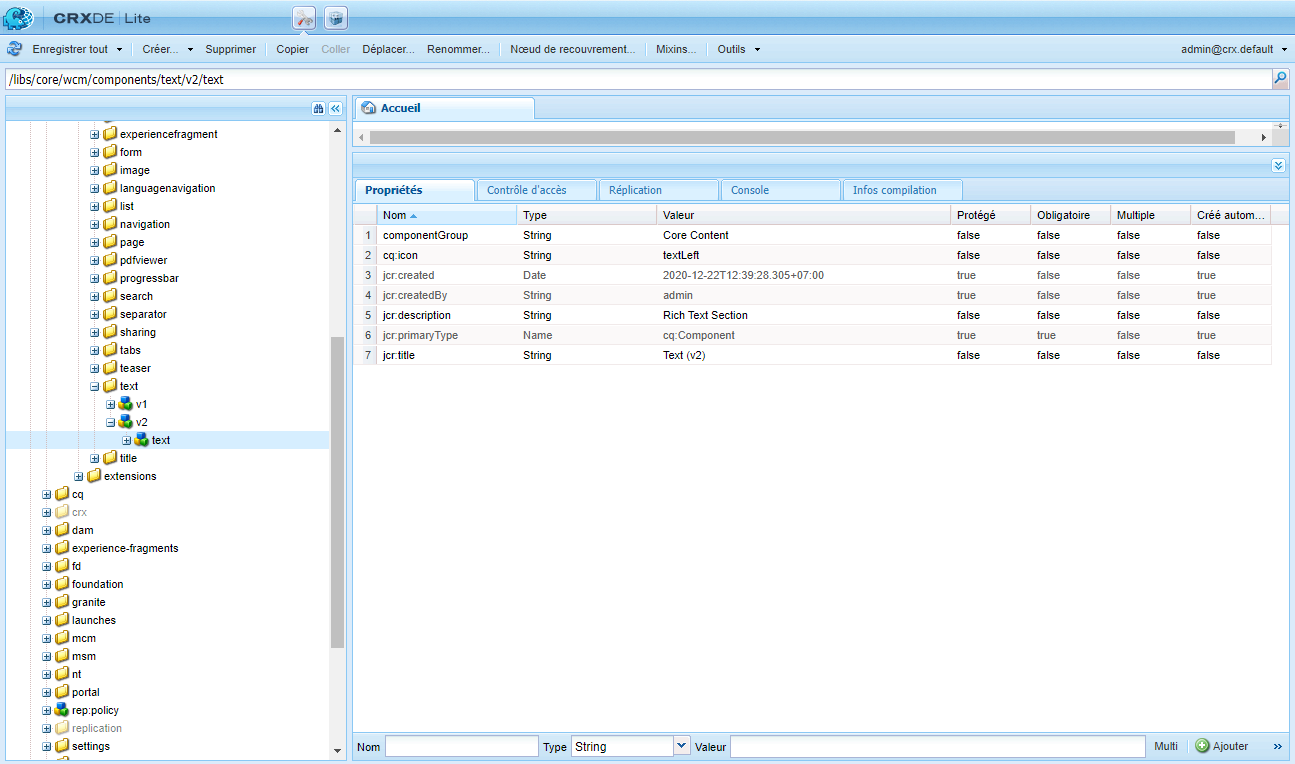 CRXDE | Lite
Enregistrer tout Créer... Supprimer Copier Coller Déplacer... Renommer... Nœud de recouvrement... Mixins... Outils admin@crx.default
/libs/core/wcm/components/text/v2/text
experiencefragment
form
image
languagenavigation
list
navigation
page
pdfviewer
progressbar
search
separator
sharing
tabs
teaser
text
v1
v2
text
title
extensions
cq
crx
dam
experience-fragments
fd
foundation
granite
launches
mcm
msm
nt
portal
rep:policy
replication
settings
Accueil
Propriétés Contrôle d'accès Réplication Console Infos compilation
Nom Type Valeur Protégé Obligatoire Multiple Créé autom...
1 componentGroup String Core Content false false false false
2 cq:icon String textLeft false false false false
3 jcr:created Date 2020-12-22T12:39:28.305+07:00 true false false true
4 jcr:createdBy String admin true false false true
5 jcr:description String Rich Text Section false false false false
6 jcr:primaryType Name cq:Component true true false true
7 jcr:title String Text (v2) false false false false
Nom Type String Valeur Multi Ajouter »